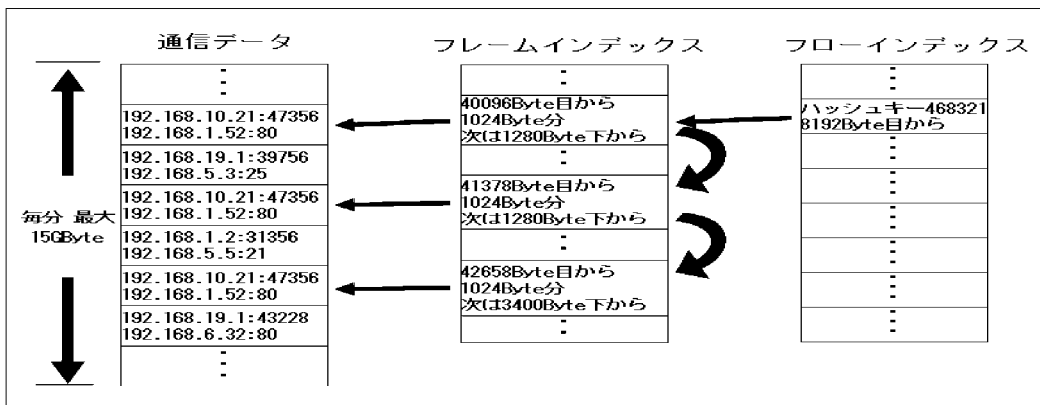 通信データ
フレームインデックス
フローインデックス
毎分 最大
15GByte
192.168.10.21:47356
192.168.1.52:80
192.168.19.1:39756
192.168.5.3:25
192.168.10.21:47356
192.168.1.52:80
192.168.1.2:31356
192.168.5.5:21
192.168.10.21:47356
192.168.1.52:80
192.168.19.1:43228
192.168.6.32:80
40096Byte目から
1024Byte分
次は1280Byte下から
41378Byte目から
1024Byte分
次は1280Byte下から
42658Byte目から
1024Byte分
次は3400Byte下から
ハッシュキー468321
8192Byte目から